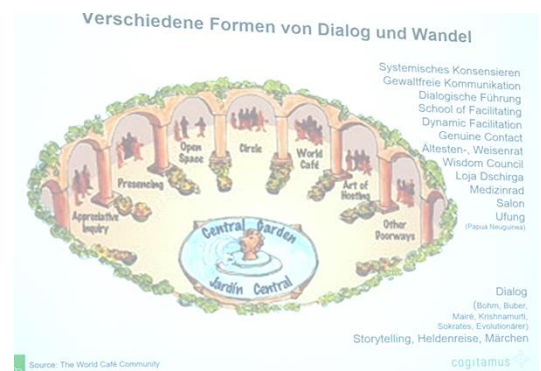 Verschiedene Formen von Dialog und Wandel
Systemisches Konsensieren
Gewaltfreie Kommunikation
Dialogische Führung
School of Facilitating
Dynamic Facilitation
Genuine Contact
Ältesten-, Weisenrat
Wisdom Council
Loja Dschirga
Medizinrad
Salon
Ufung
(Papua Neuguinea)
Appreciative
Inquiry
Presencing
Open
Space
Circle
World
Café
Art of
Hosting
Other
Doorways
Central Garden
Jardín Central
Dialog
(Bohm, Buber,
Mairé, Krishnamurti,
Sokrates, Evolutionärer)
Storytelling, Heldenreise, Märchen
Source: The World Café Community
cogitamus